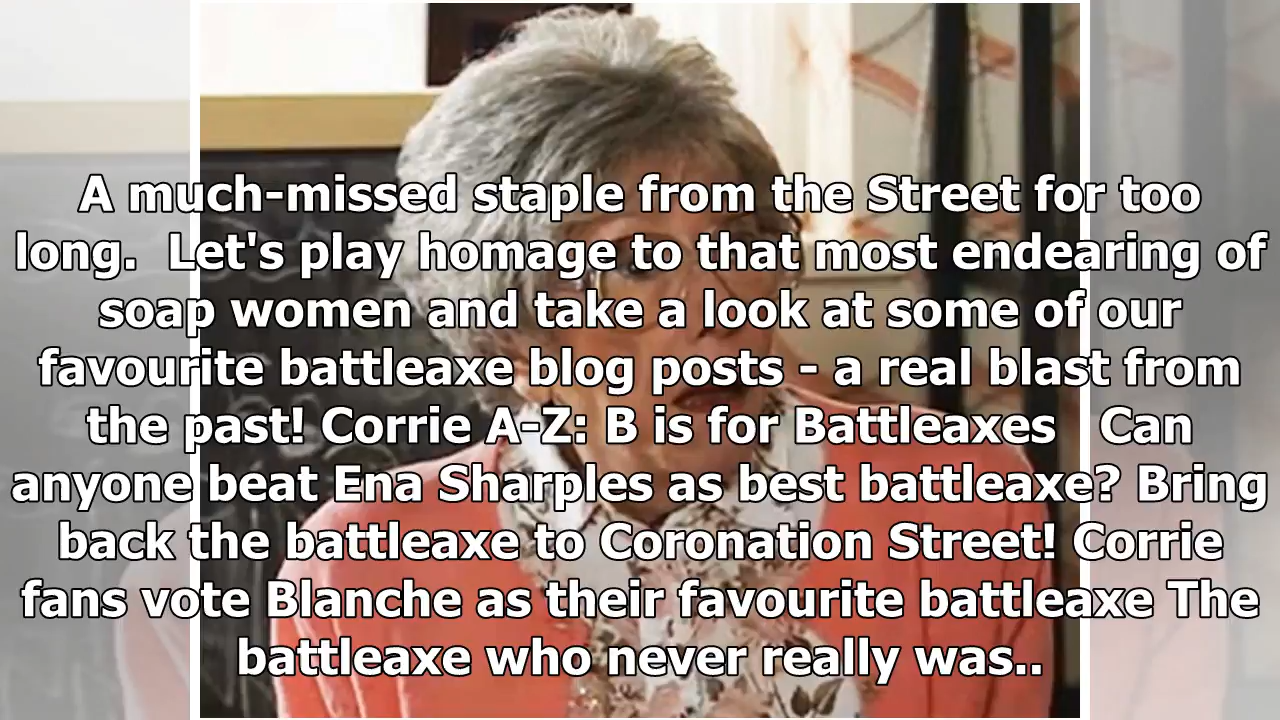 A much-missed staple from the Street for too
long.  Let's play homage to that most endearing of
soap women and take a look at some of our
favourite battleaxe blog posts - a real blast from
the past! Corrie A-Z: B is for Battleaxes   Can
anyone beat Ena Sharples as best battleaxe? Bring
back the battleaxe to Coronation Street! Corrie
fans vote Blanche as their favourite battleaxe The
battleaxe who never really was..